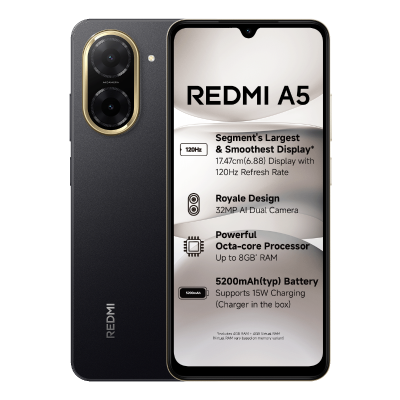 REDMI A5
120Hz
Segment's Largest
& Smoothest Display*
17.47cm(6.88) Display with
120Hz Refresh Rate
Royale Design
32MP AI Dual Camera
Powerful
Octa-core Processor
Up to 8GB* RAM
5200mAh
5200mAh(typ) Battery
Supports 15W Charging
(Charger in the box)
REDMI